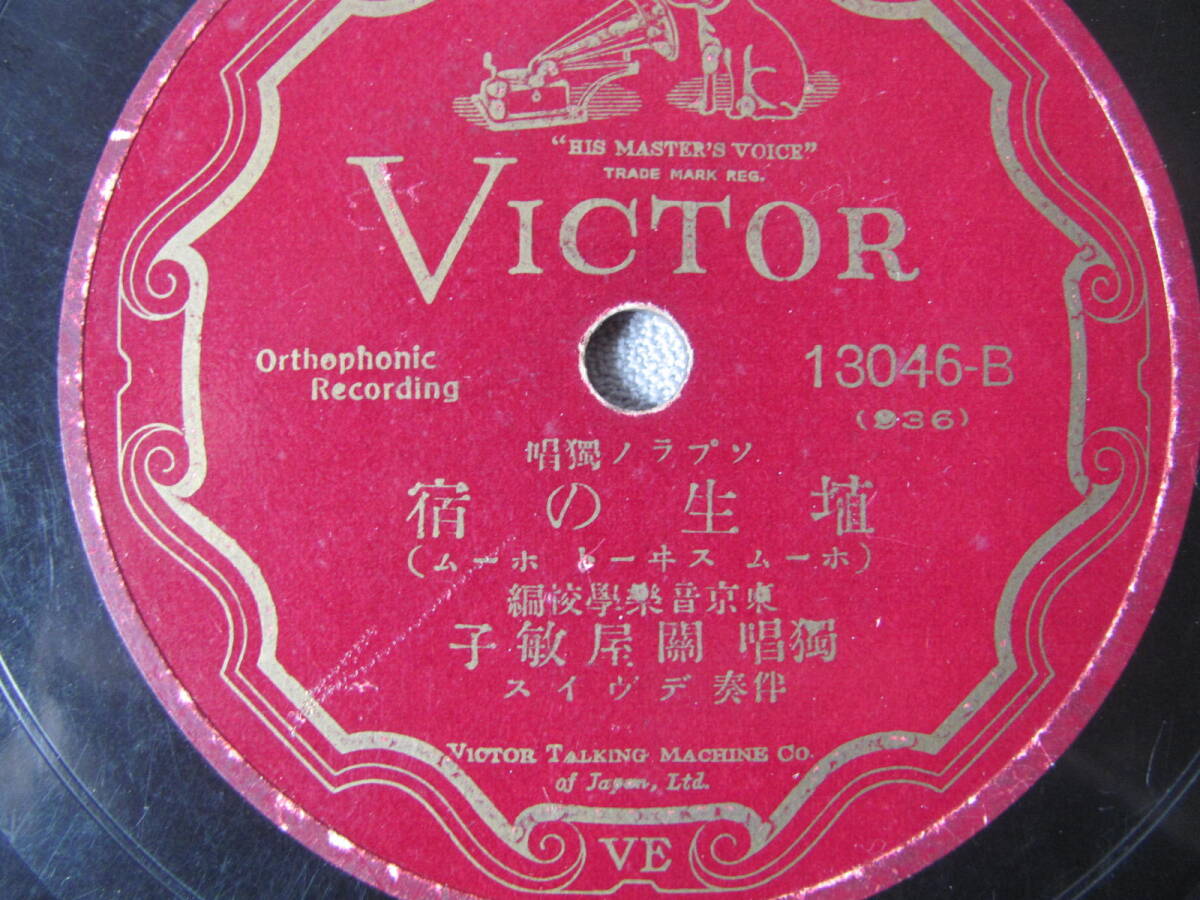 "HIS MASTER'S VOICE"
TRADE MARK REG.
VICTOR
Orthophonic
Recording
13046-B
(936)
ソプラノ獨唱
埴生の宿
(ホーム スヰート ホーム)
東京音樂學校編
獨唱 關屋敏子
伴奏 デヴイス
VICTOR TALKING MACHINE CO.
of Japan, Ltd.
VE